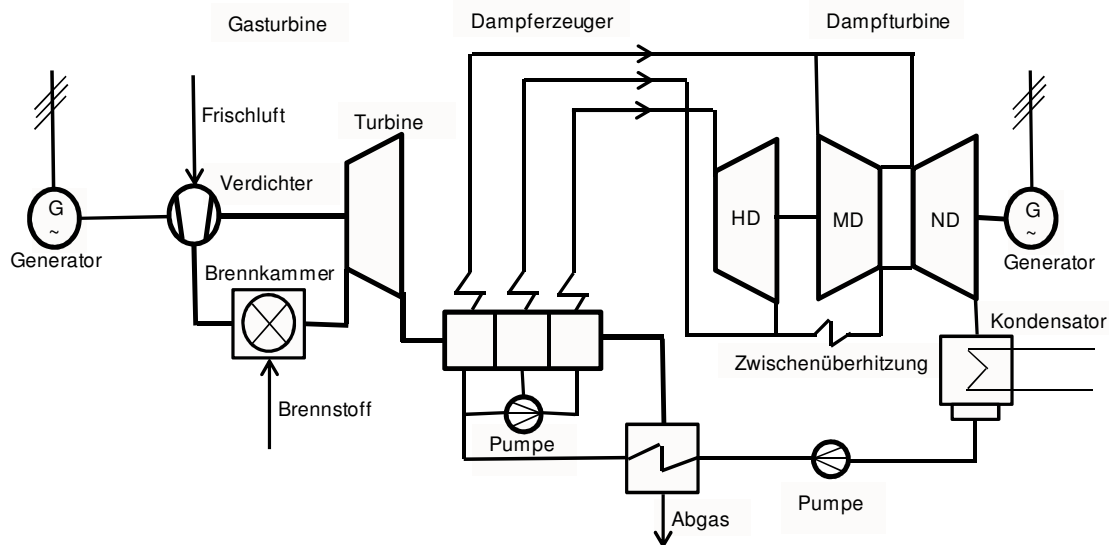 Gasturbine
Dampferzeuger
Dampfturbine
Frischluft
Turbine
Verdichter
G
~
Generator
HD
MD
ND
G
~
Generator
Brennkammer
Kondensator
Zwischenüberhitzung
Brennstoff
Pumpe
Pumpe
Abgas